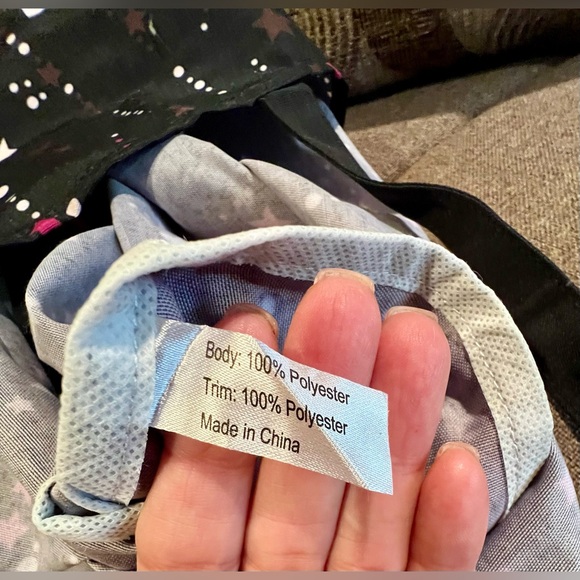 Body: 100% Polyester
Trim: 100% Polyester
Made in China